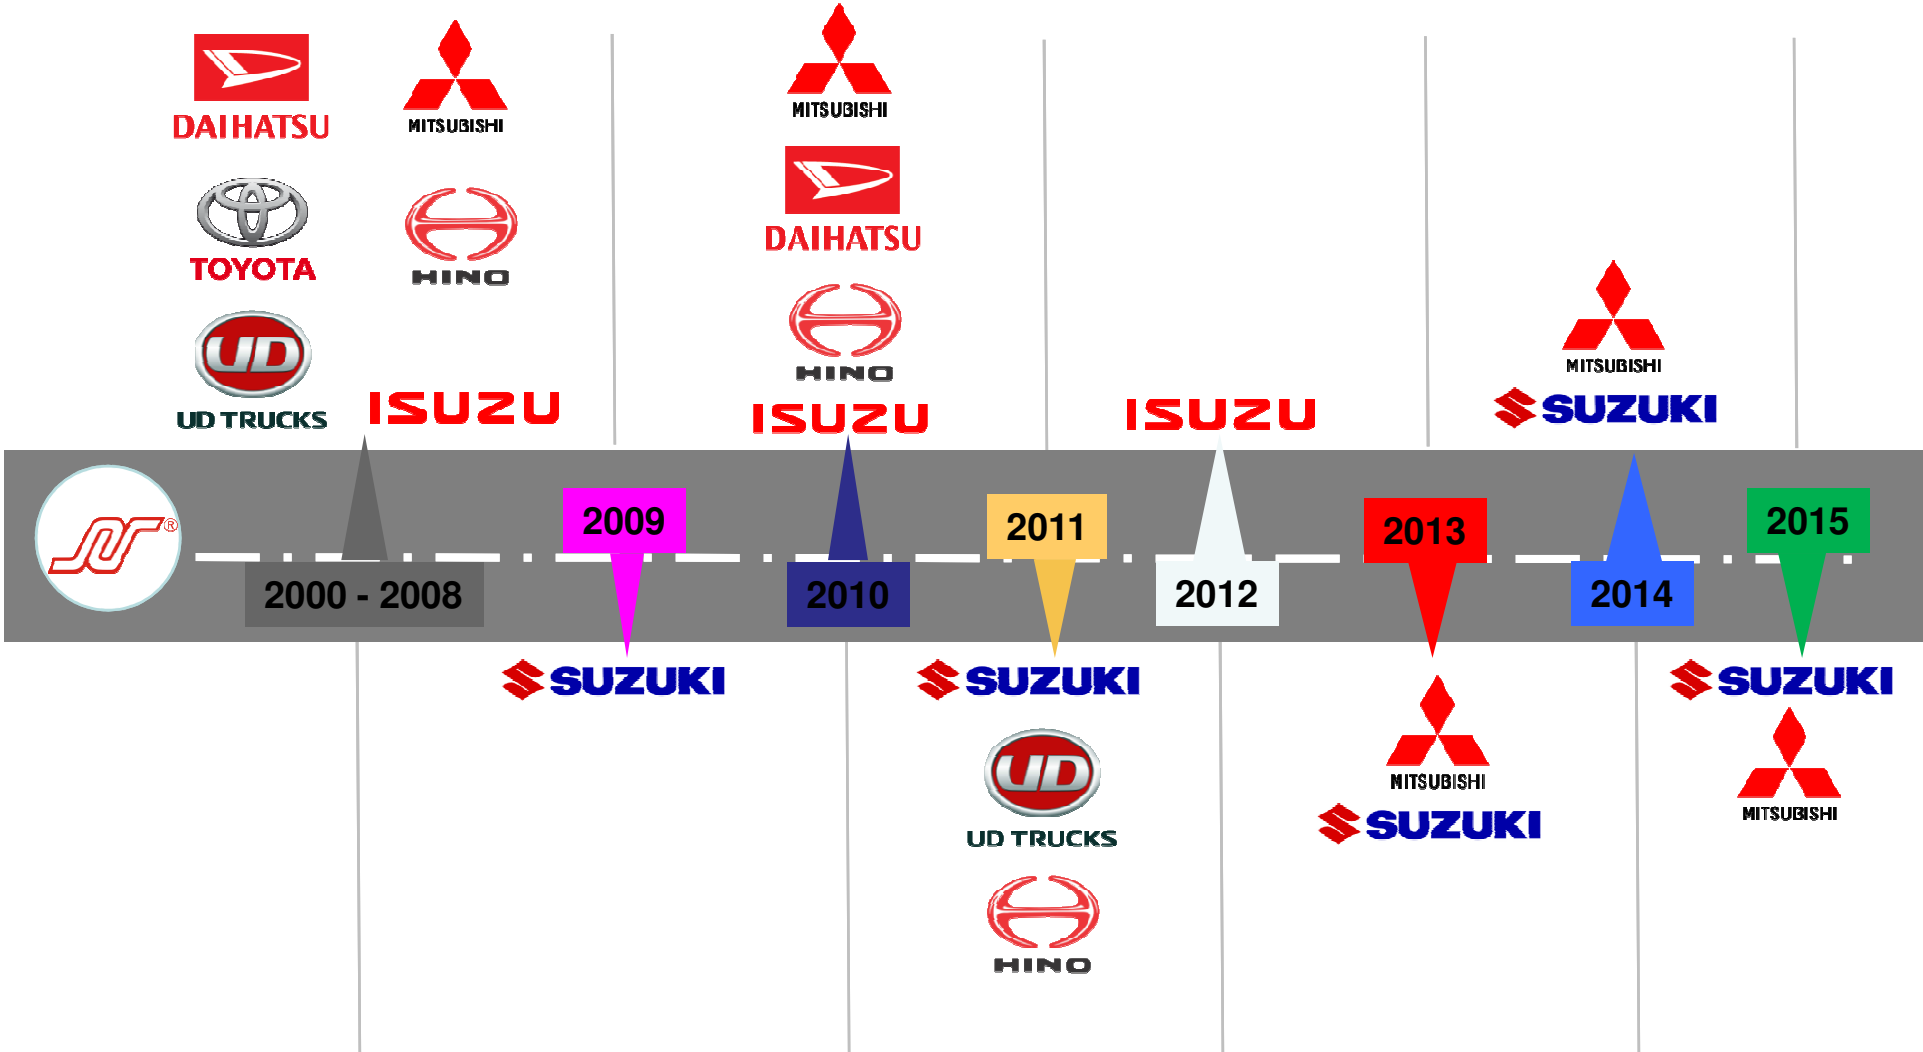 DAIHATSU
MITSUBISHI
TOYOTA
HINO
UD
UD TRUCKS
ISUZU
MITSUBISHI
DAIHATSU
HINO
ISUZU
ISUZU
MITSUBISHI
SUZUKI
®
2000 - 2008
2009
2010
2011
2012
2013
2014
2015
SUZUKI
SUZUKI
UD
UD TRUCKS
HINO
MITSUBISHI
SUZUKI
SUZUKI
MITSUBISHI